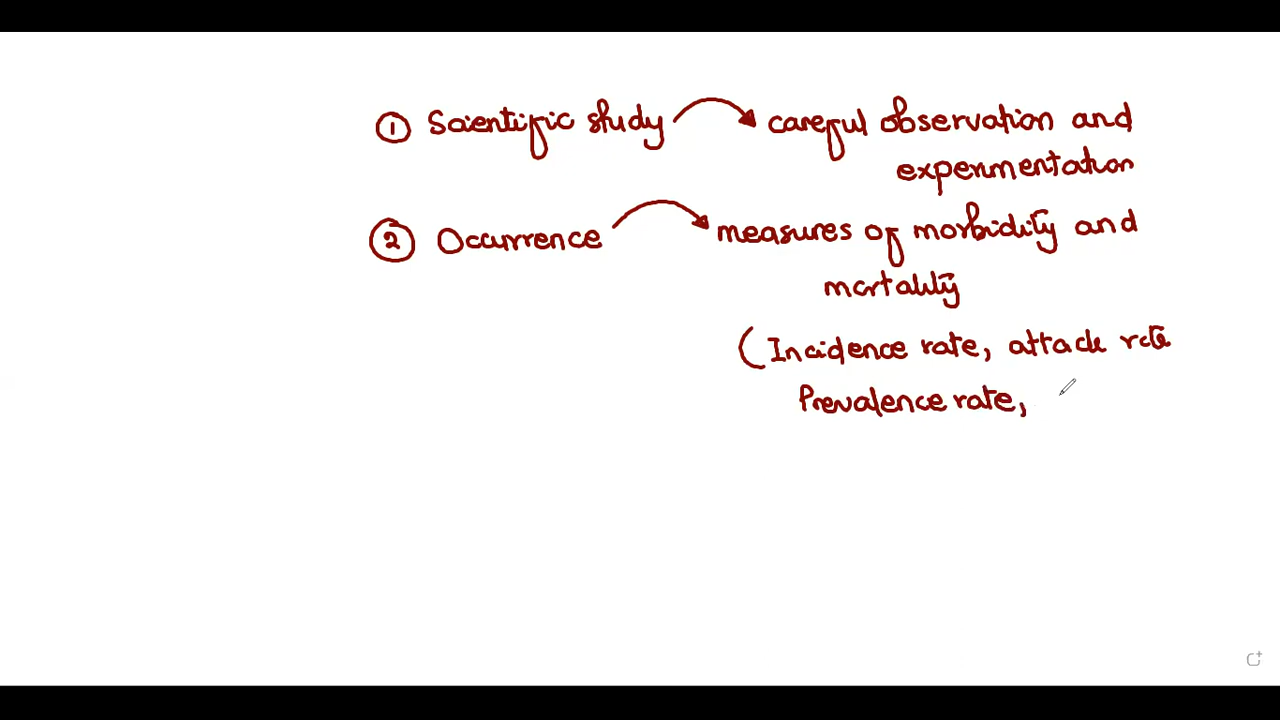 ① Scientific study → careful observation and
experimentation
② Occurrence → measures of morbidity and
mortality
(Incidence rate, attack rate
Prevalence rate,